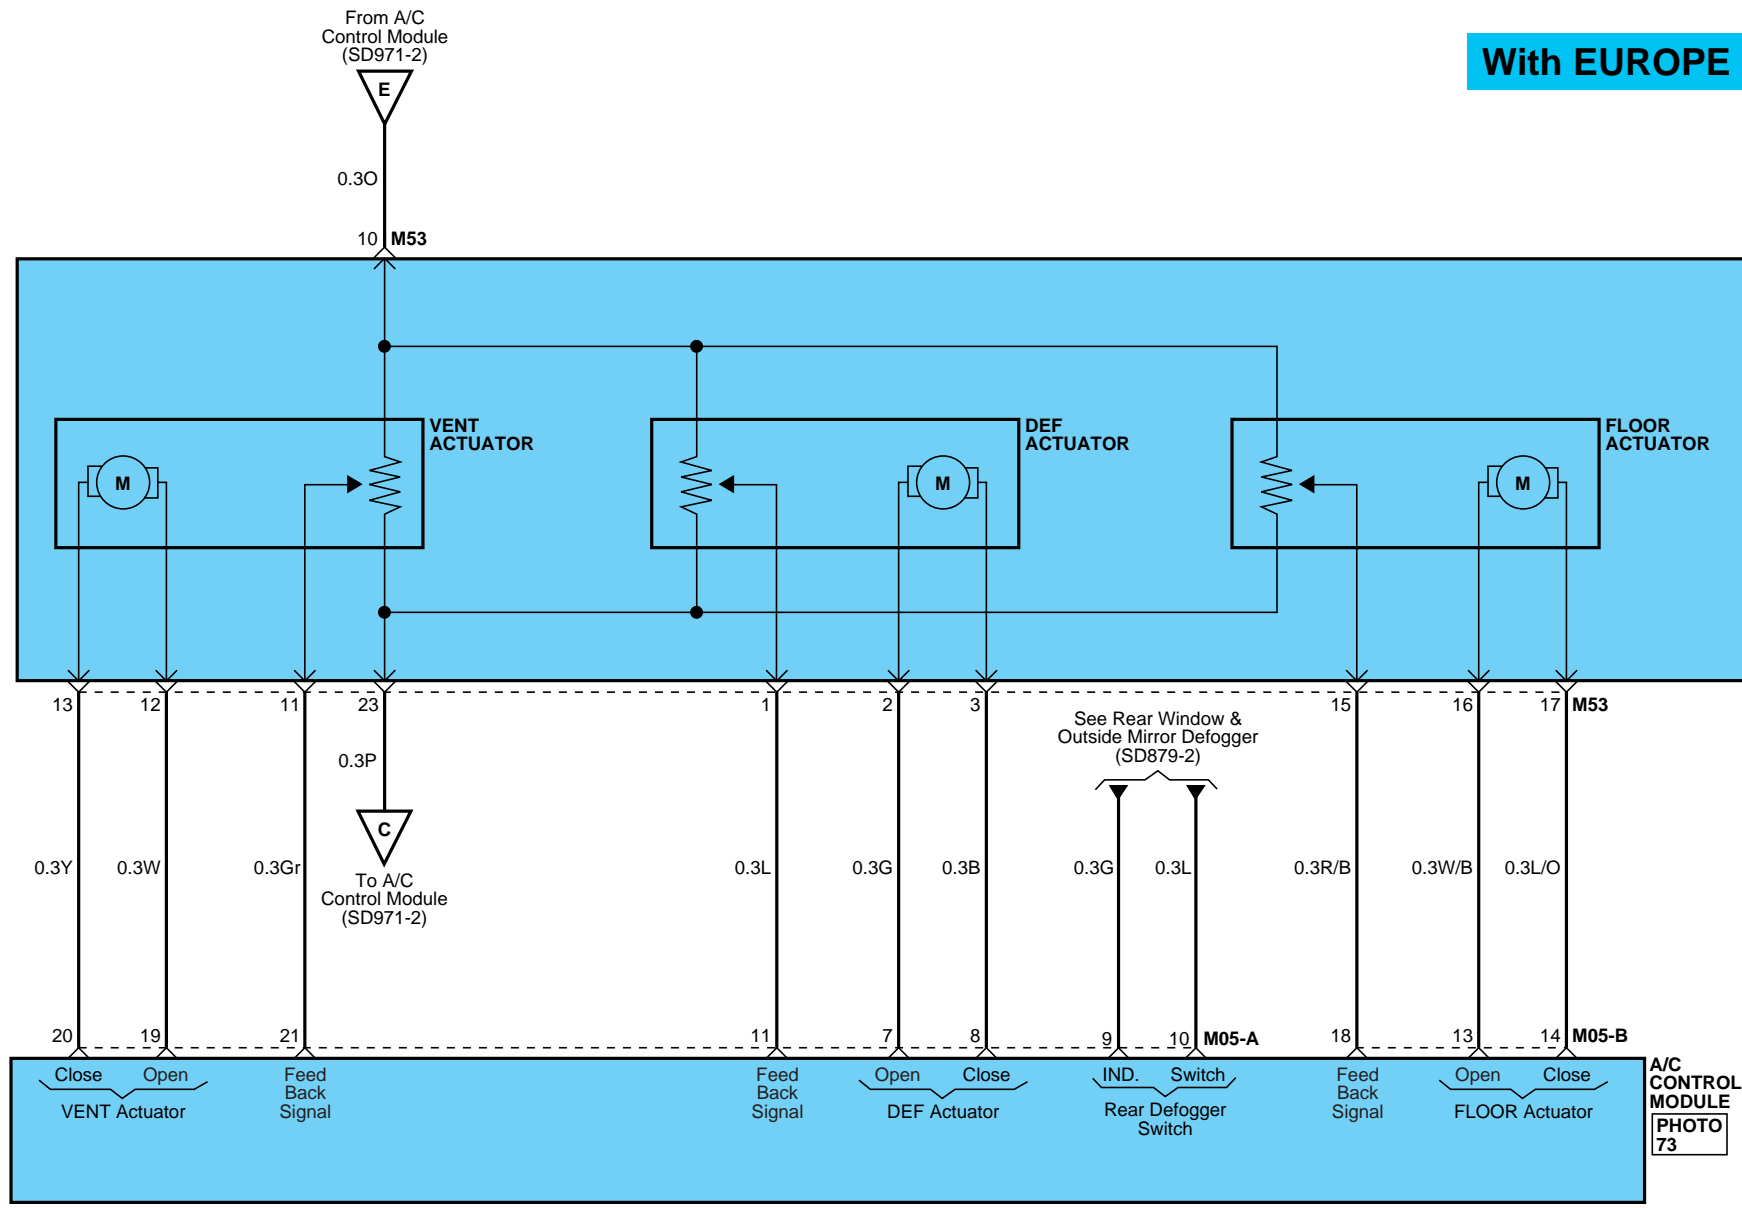 From A/C
Control Module
(SD971-2)
With EUROPE
E
0.3O
10 M53
VENT
ACTUATOR
DEF
ACTUATOR
FLOOR
ACTUATOR
M
M
M
13 12 11 23 1 2 3 15 16 17 M53
See Rear Window &
Outside Mirror Defogger
(SD879-2)
0.3P
C
0.3Y 0.3W 0.3Gr 0.3L 0.3G 0.3B 0.3G 0.3L 0.3R/B 0.3W/B 0.3L/O
To A/C
Control Module
(SD971-2)
20 19 21 11 7 8 9 10 M05-A 18 13 14 M05-B
Close Open
VENT Actuator
Feed
Back
Signal
Feed
Back
Signal
Open Close
DEF Actuator
IND. Switch
Rear Defogger
Switch
Feed
Back
Signal
Open Close
FLOOR Actuator
A/C
CONTROL
MODULE
PHOTO
73